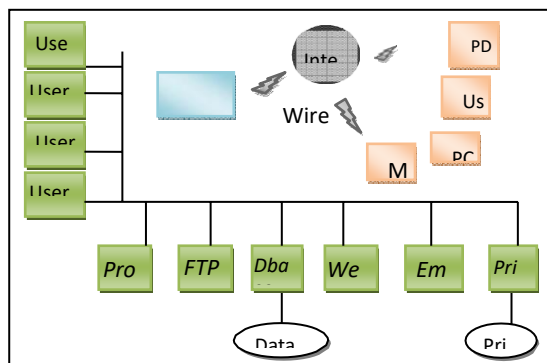 Use
User
User
User
Inte
Wire
PD
Us
PC
M
Pro
FTP
Dba
We
Em
Pri
Data
Pri